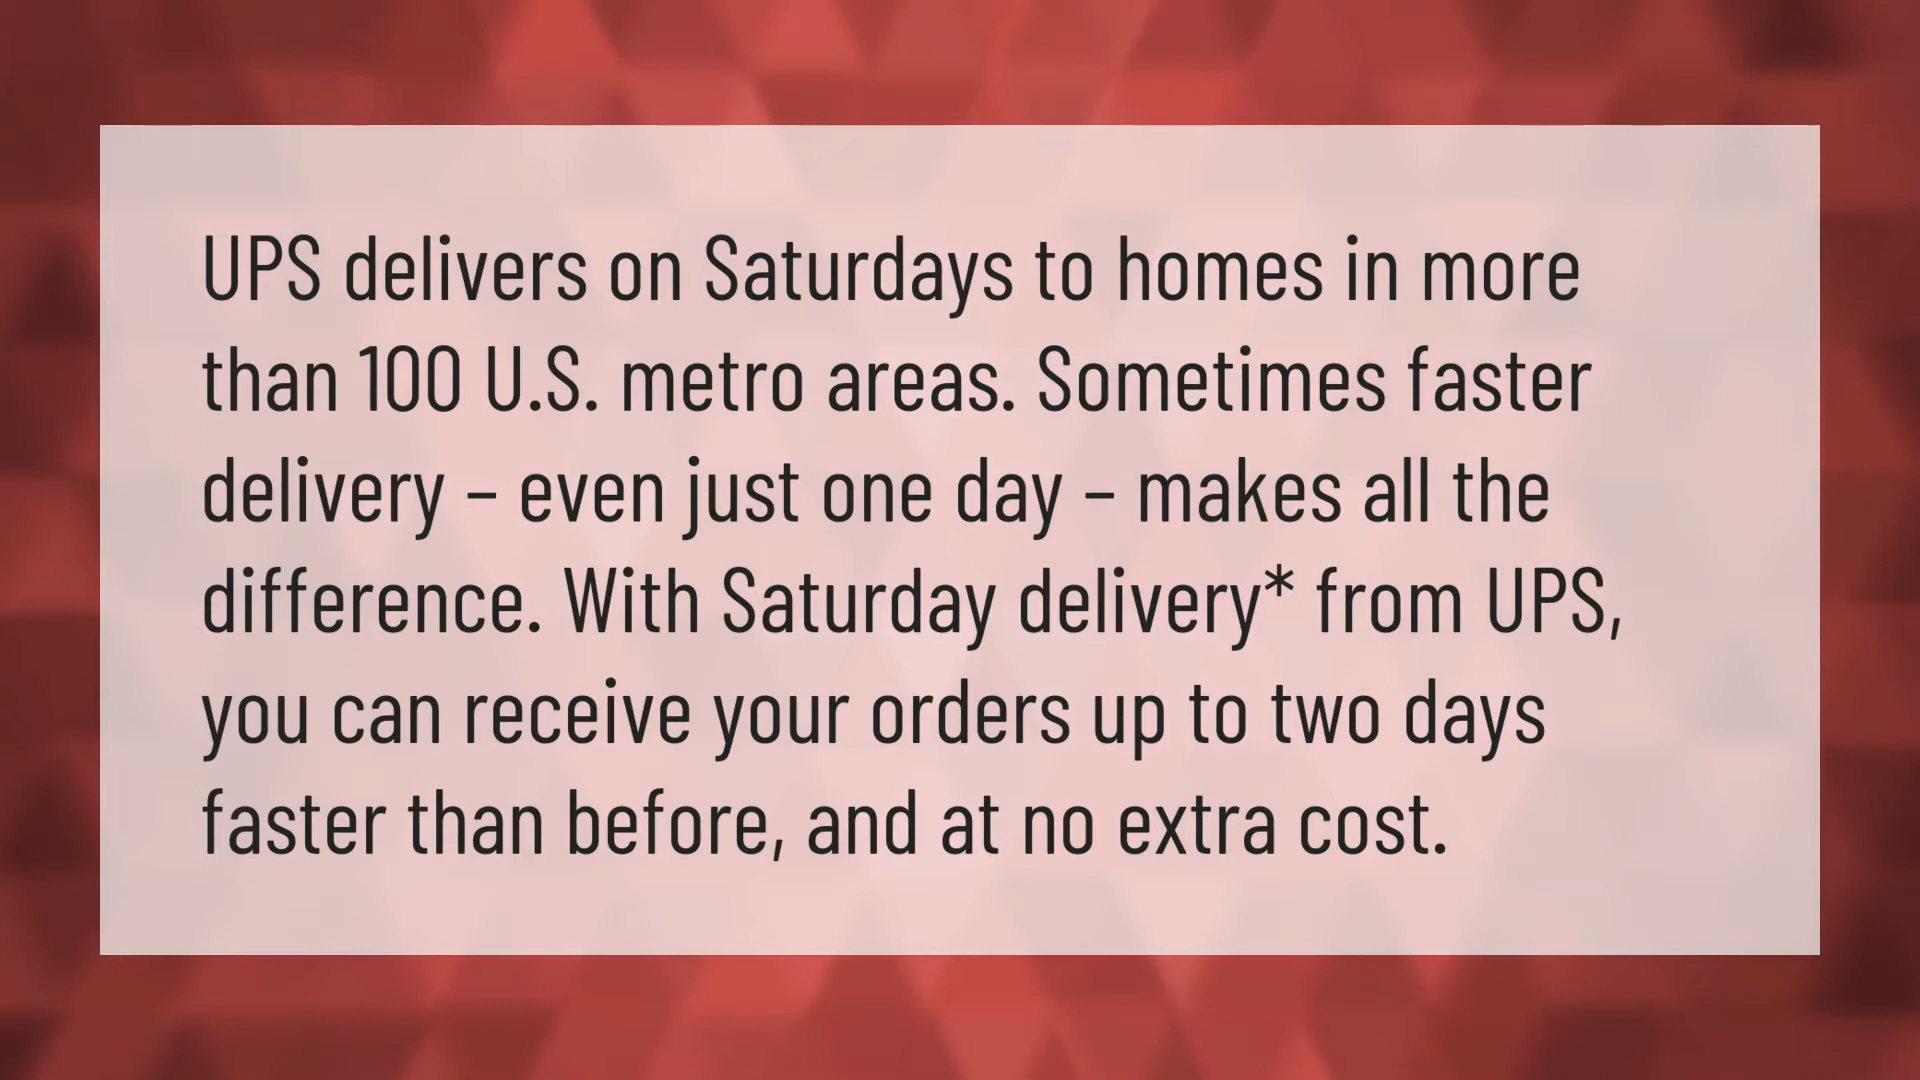 UPS delivers on Saturdays to homes in more
than 100 U.S. metro areas. Sometimes faster
delivery – even just one day – makes all the
difference. With Saturday delivery* from UPS,
you can receive your orders up to two days
faster than before, and at no extra cost.